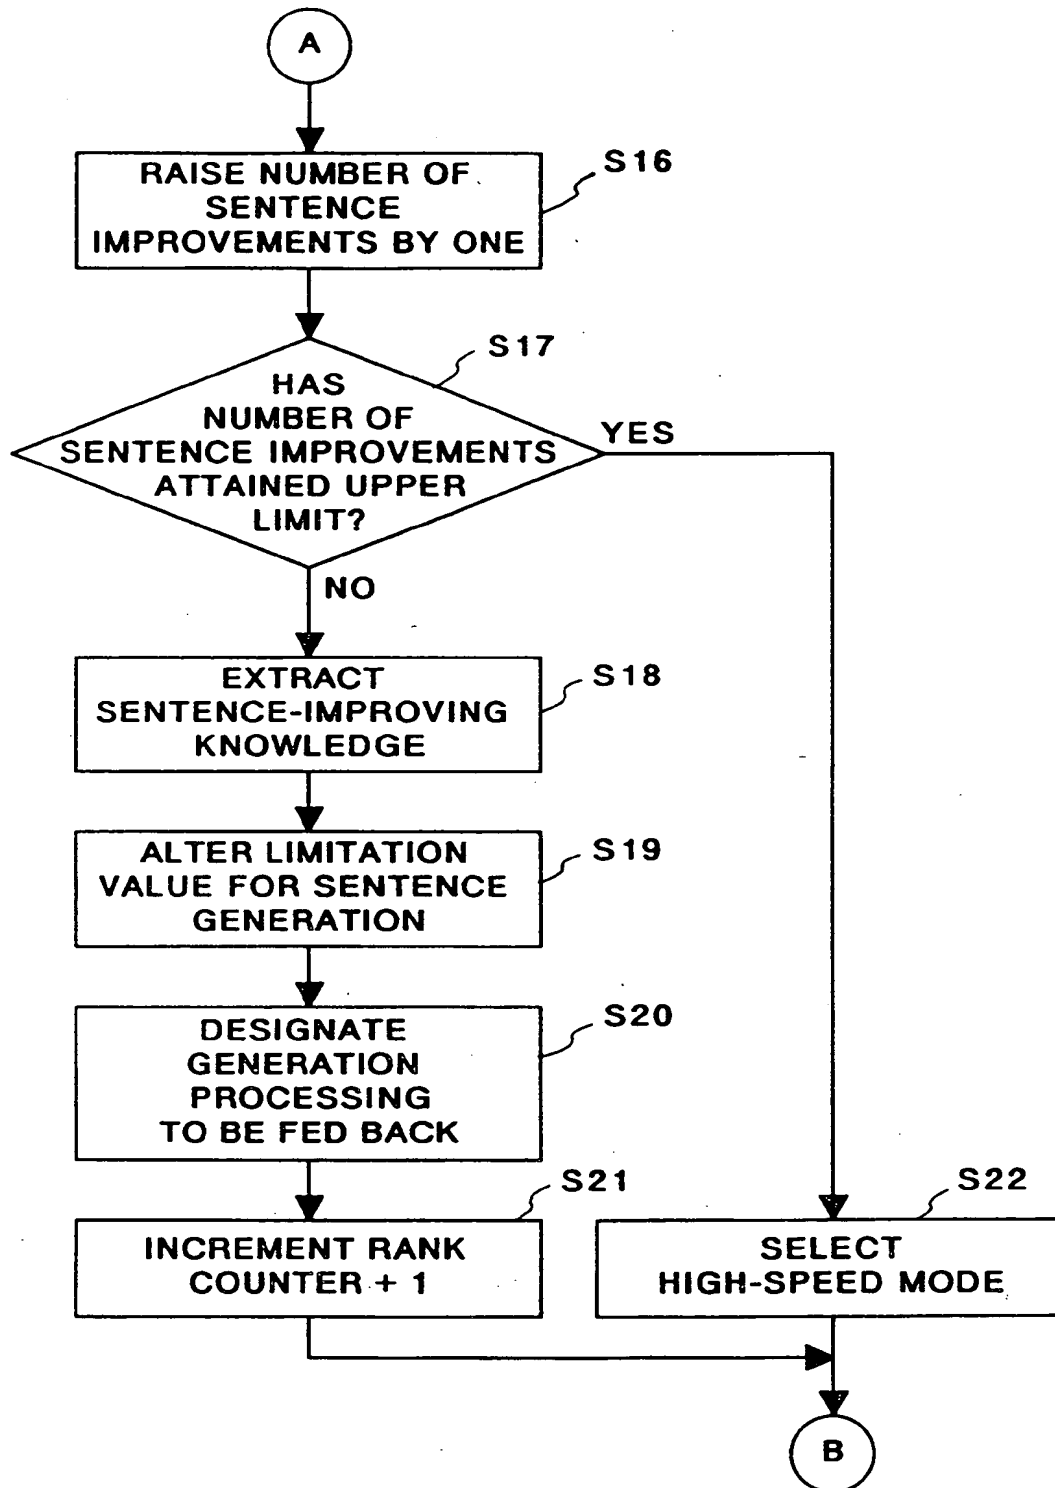 A
RAISE NUMBER OF
SENTENCE
IMPROVEMENTS BY ONE
S16
S17
HAS
NUMBER OF
SENTENCE IMPROVEMENTS
ATTAINED UPPER
LIMIT?
YES
NO
EXTRACT
SENTENCE-IMPROVING
KNOWLEDGE
S18
ALTER LIMITATION
VALUE FOR SENTENCE
GENERATION
S19
DESIGNATE
GENERATION
PROCESSING
TO BE FED BACK
S20
S21
INCREMENT RANK
COUNTER + 1
S22
SELECT
HIGH-SPEED MODE
B